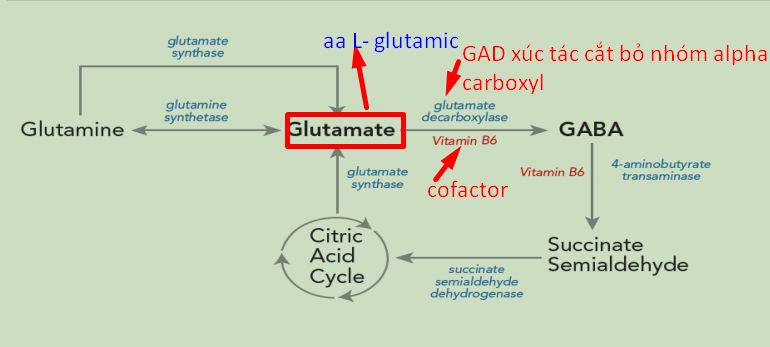 glutamate
synthase
aa L- glutamic
GAD xúc tác cắt bỏ nhóm alpha
carboxyl
Glutamine
glutamine
synthetase
Glutamate
glutamate
decarboxylase
Vitamin B6
GABA
cofactor
glutamate
synthase
Vitamin B6
4-aminobutyrate
transaminase
Citric
Acid
Cycle
succinate
semialdehyde
dehydrogenase
Succinate
Semialdehyde